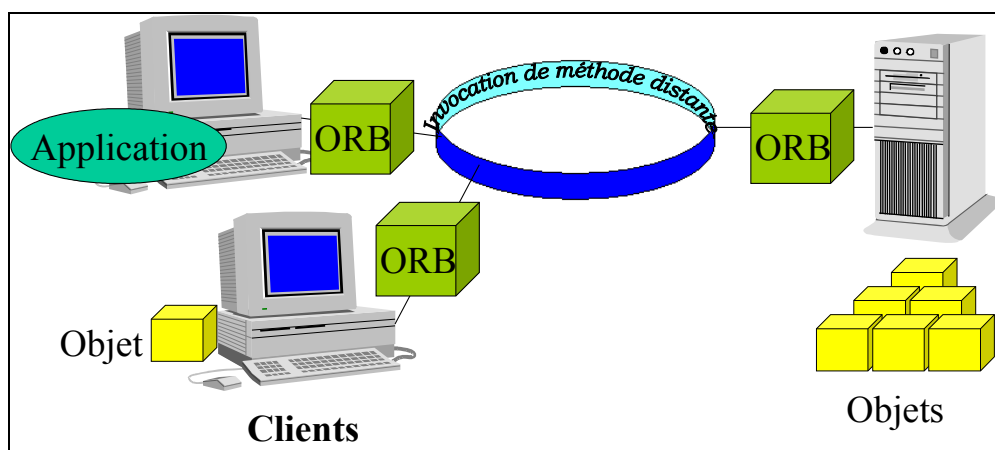 Invocation de méthode distante
Application
ORB
ORB
ORB
Objet
Objets
Clients